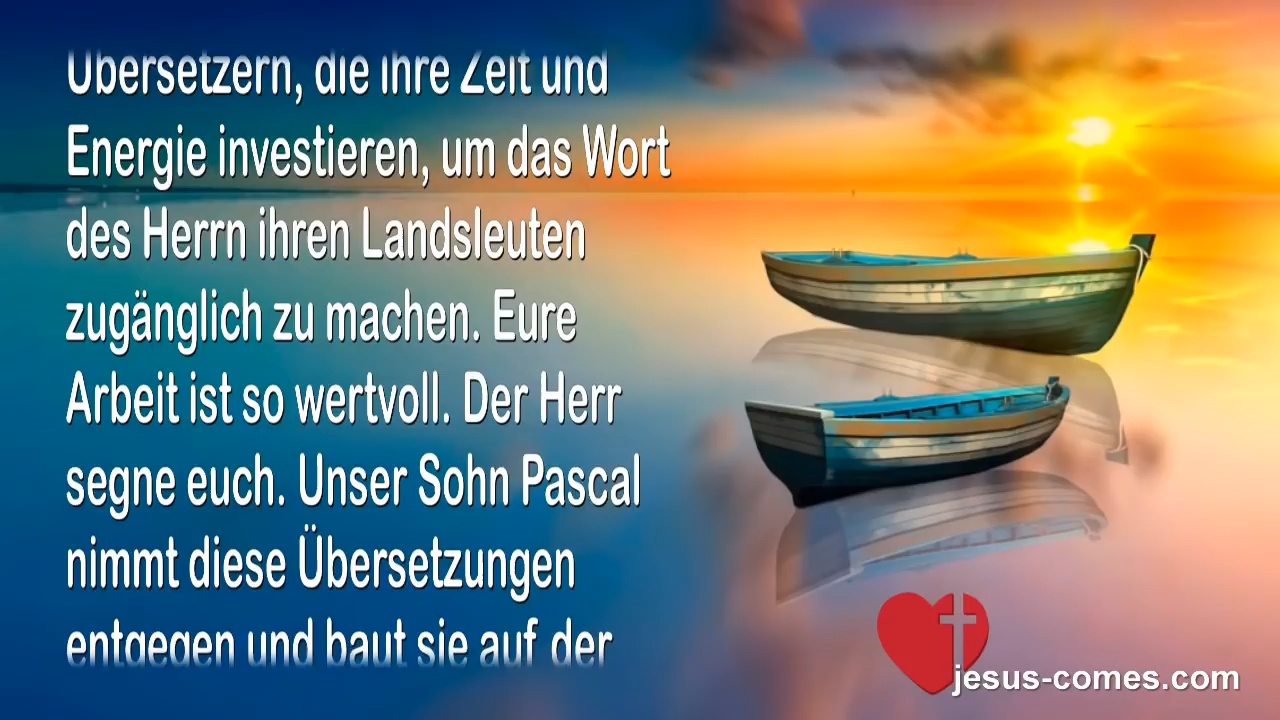 Übersetzern, die ihre Zeit und
Energie investieren, um das Wort
des Herrn ihren Landsleuten
zugänglich zu machen. Eure
Arbeit ist so wertvoll. Der Herr
segne euch. Unser Sohn Pascal
nimmt diese Übersetzungen
entgegen und baut sie auf der
jesus-comes.com